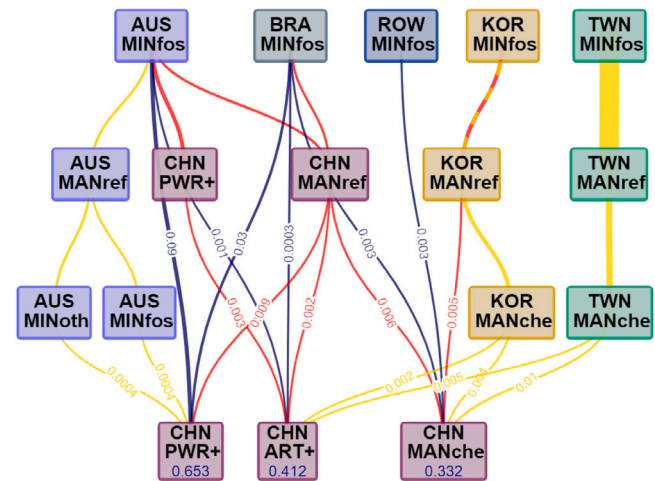 AUS
MINfos
BRA
MINfos
ROW
MINfos
KOR
MINfos
TWN
MINfos
AUS
MANref
CHN
PWR+
CHN
MANref
KOR
MANref
TWN
MANref
0.06
0.001
0.03
0.0003
0.003
0.003
AUS
MINoth
AUS
MINfos
KOR
MANche
TWN
MANche
0.003
0.009
0.002
0.006
0.005
0.0004
0.0004
0.002
0.005
0.004
0.01
CHN
PWR+
0.653
CHN
ART+
0.412
CHN
MANche
0.332